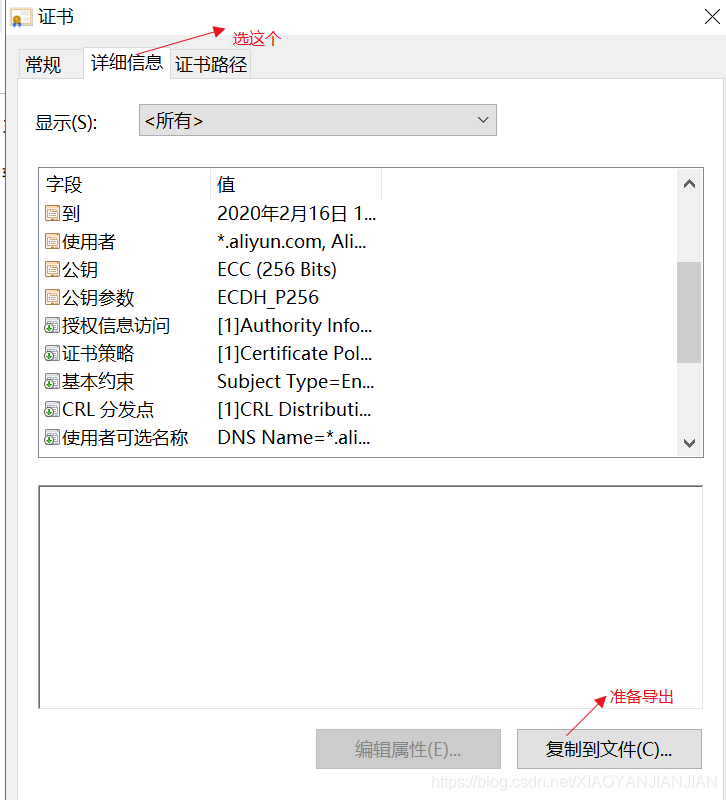 证书
选这个
常规 详细信息 证书路径
显示(S): <所有>
字段 值
到 2020年2月16日 1...
使用者 *.aliyun.com, Ali...
公钥 ECC (256 Bits)
公钥参数 ECDH_P256
授权信息访问 [1]Authority Info...
证书策略 [1]Certificate Pol...
基本约束 Subject Type=En...
CRL 分发点 [1]CRL Distributi...
使用者可选名称 DNS Name=*.ali...
准备导出
编辑属性(E)... 复制到文件(C)...
https://blog.csdn.net/XIAOYANJIANJIAN